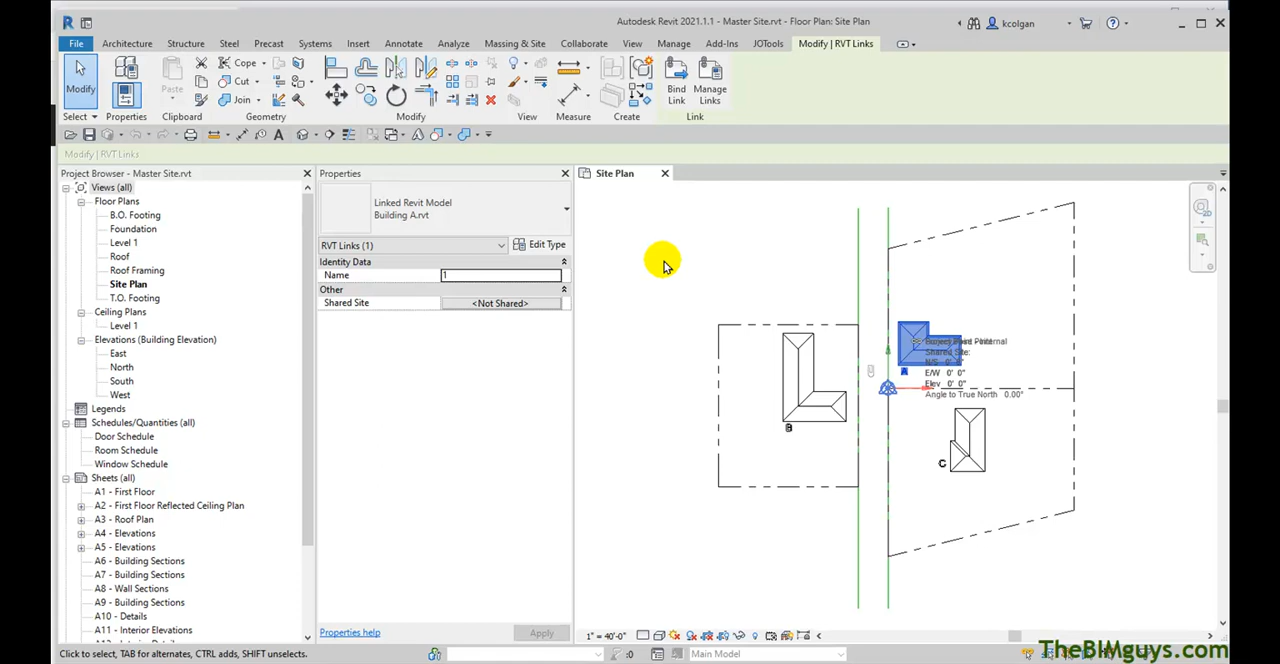 Autodesk Revit 2021.1.1 - Master Site.rvt - Floor Plan: Site Plan
kcolgan
File Architecture Structure Steel Precast Systems Insert Annotate Analyze Massing & Site Collaborate View Manage Add-Ins JOTools Modify | RVT Links
Modify
Paste
Cope
Cut
Join
Bind Link
Manage Links
Select Properties Clipboard Geometry Modify View Measure Create Link
Modify | RVT Links
Project Browser - Master Site.rvt
Views (all)
Floor Plans
B.O. Footing
Foundation
Level 1
Roof
Roof Framing
Site Plan
T.O. Footing
Ceiling Plans
Level 1
Elevations (Building Elevation)
East
North
South
West
Legends
Schedules/Quantities (all)
Door Schedule
Room Schedule
Window Schedule
Sheets (all)
A1 - First Floor
A2 - First Floor Reflected Ceiling Plan
A3 - Roof Plan
A4 - Elevations
A5 - Elevations
A6 - Building Sections
A7 - Building Sections
A8 - Wall Sections
A9 - Building Sections
A10 - Details
A11 - Interior Elevations
Properties
Linked Revit Model
Building A.rvt
RVT Links (1)
Edit Type
Identity Data
Name 1
Other
Shared Site <Not Shared>
Properties help
Apply
Site Plan
2D
Internal
Shared Site:
N/S 0' 0"
E/W 0' 0"
Elev 0' 0"
Angle to True North 0.00°
A
B
C
1" = 40'-0"
Click to select, TAB for alternates, CTRL adds, SHIFT unselects.
:0
Main Model
TheBIMguys.com